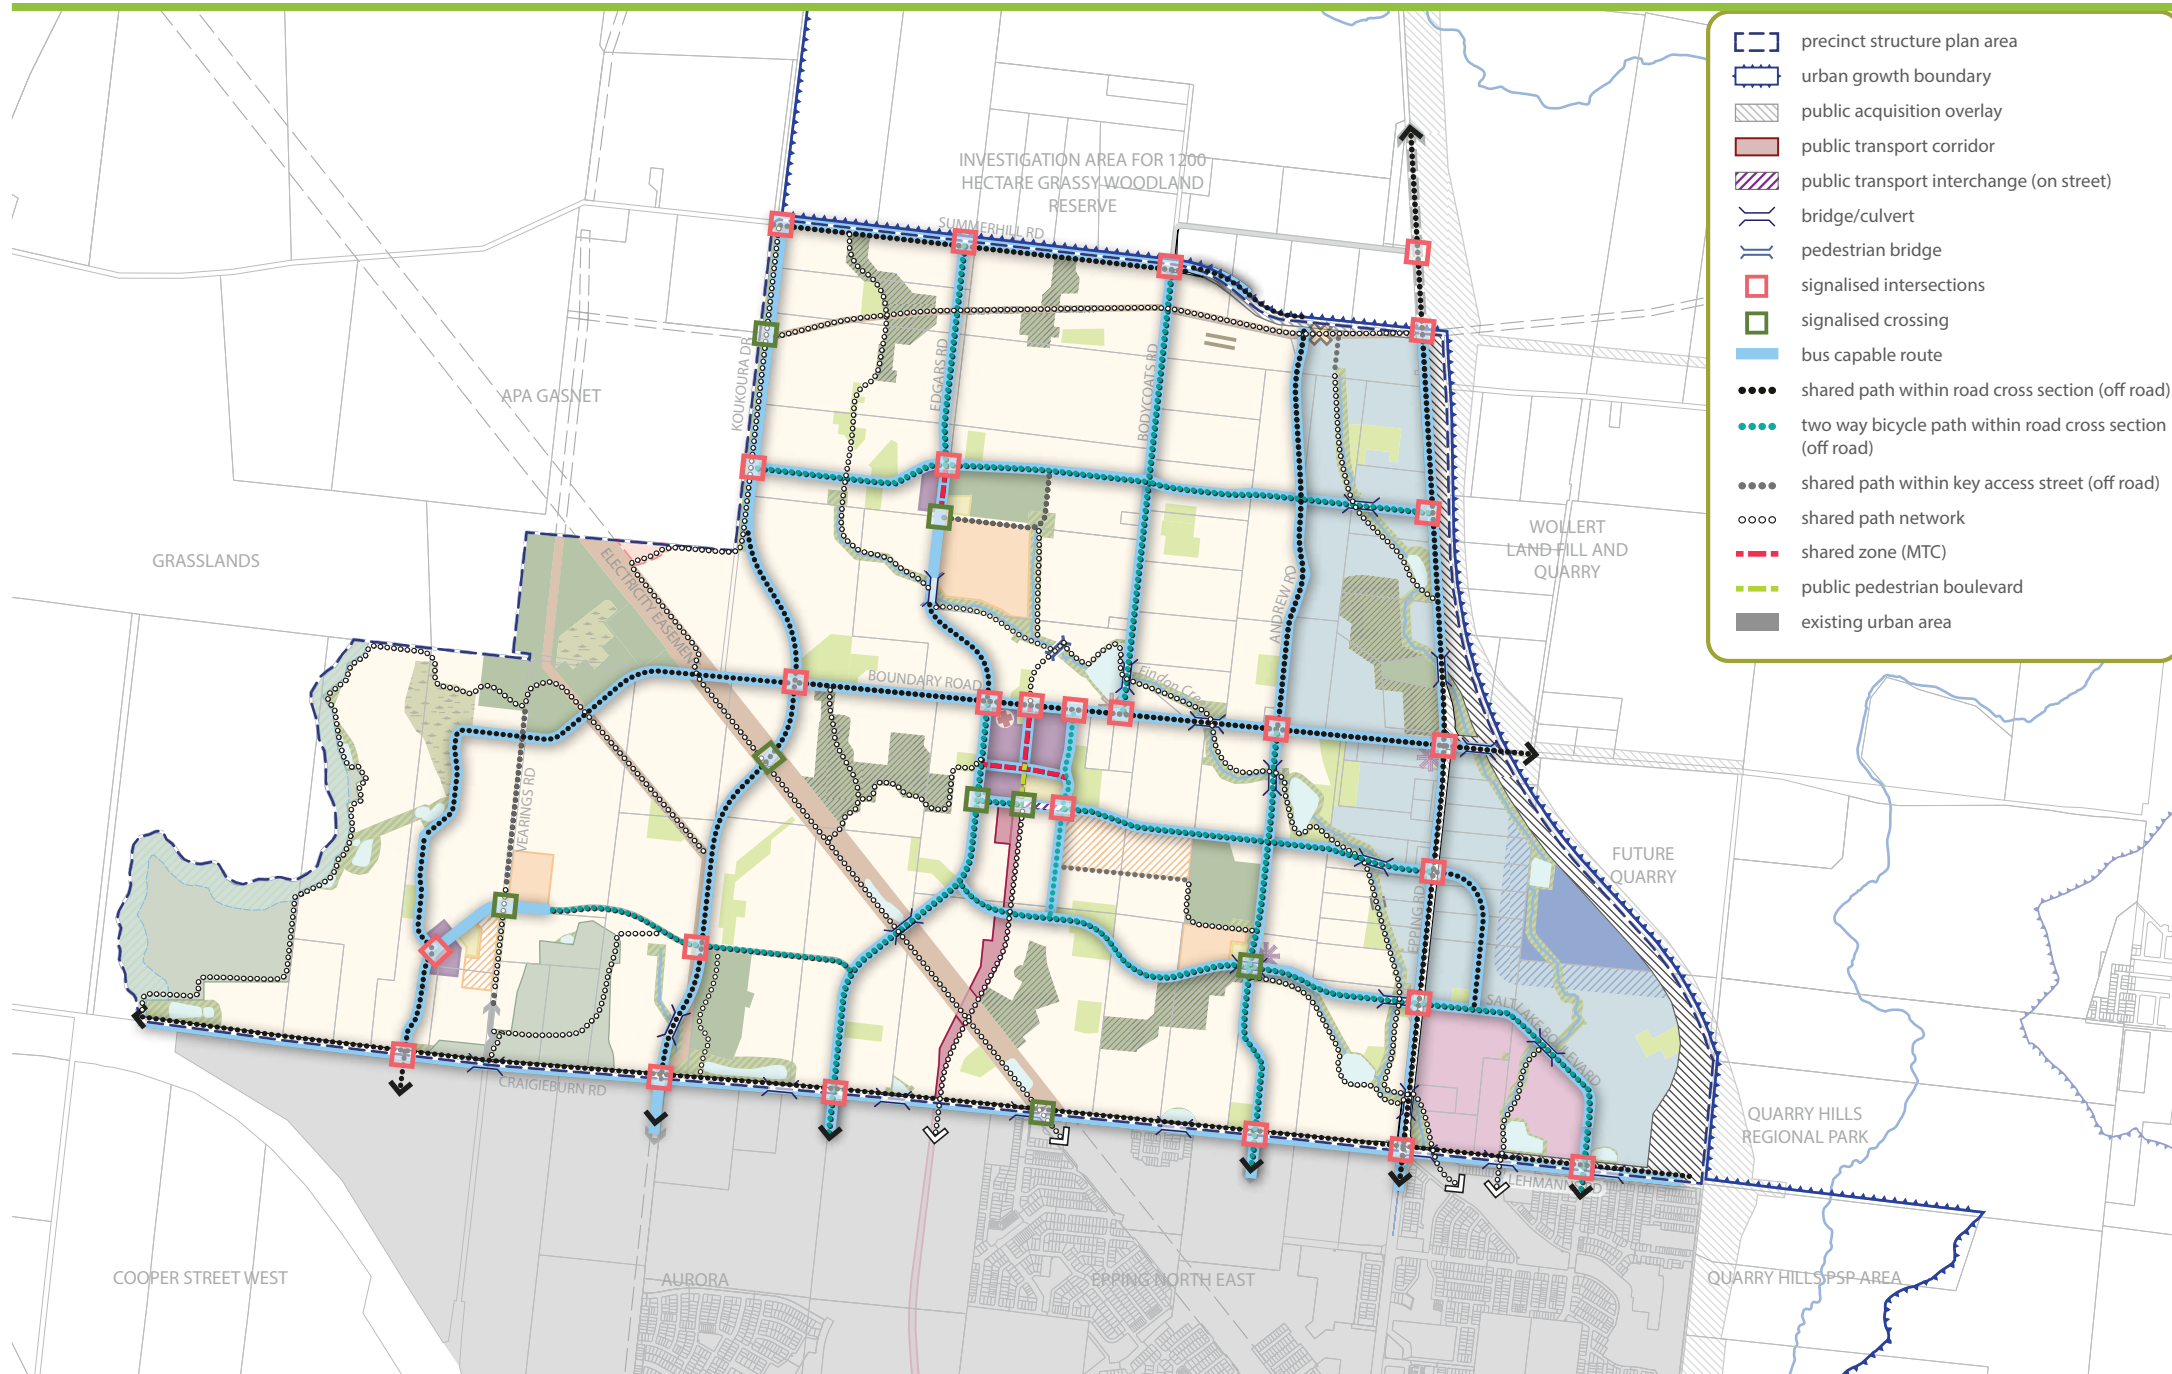 precinct structure plan area
urban growth boundary
public acquisition overlay
public transport corridor
public transport interchange (on street)
bridge/culvert
pedestrian bridge
signalised intersections
signalised crossing
bus capable route
shared path within road cross section (off road)
two way bicycle path within road cross section
(off road)
shared path within key access street (off road)
shared path network
shared zone (MTC)
public pedestrian boulevard
existing urban area
INVESTIGATION AREA FOR 1200
HECTARE GRASSY WOODLAND
RESERVE
SUMMERHILL RD
KOUKOURA DR
EDGARS RD
BODYCOATS RD
APA GASNET
GRASSLANDS
ELECTRICITY EASEMENT
WOLLERT
LAND FILL AND
QUARRY
ANDREW RD
BOUNDARY ROAD
VEARINGS RD
FUTURE
QUARRY
EPPING RD
CRAIGIEBURN RD
QUARRY HILLS
REGIONAL PARK
COOPER STREET WEST
AURORA
EPPING NORTH EAST
QUARRY HILLS PSP AREA